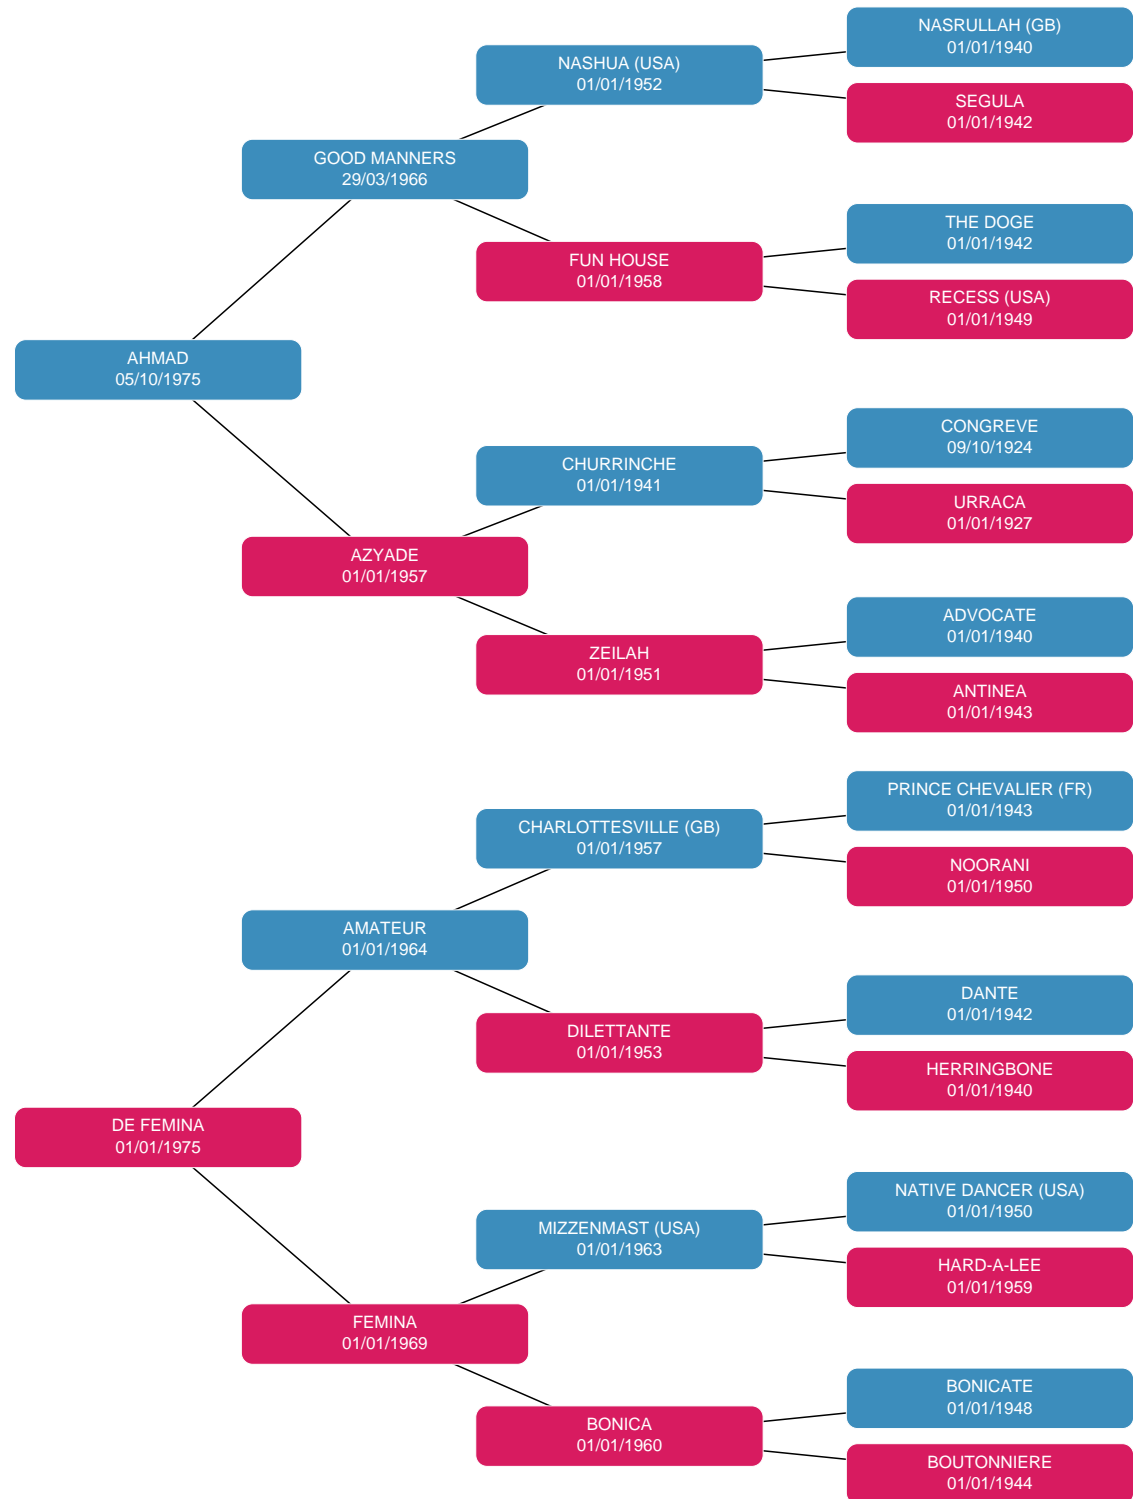 NASRULLAH (GB)
01/01/1940
NASHUA (USA)
01/01/1952
SEGULA
01/01/1942
GOOD MANNERS
29/03/1966
THE DOGE
01/01/1942
FUN HOUSE
01/01/1958
RECESS (USA)
01/01/1949
AHMAD
05/10/1975
CONGREVE
09/10/1924
CHURRINCHE
01/01/1941
URRACA
01/01/1927
AZYADE
01/01/1957
ADVOCATE
01/01/1940
ZEILAH
01/01/1951
ANTINEA
01/01/1943
PRINCE CHEVALIER (FR)
01/01/1943
CHARLOTTESVILLE (GB)
01/01/1957
NOORANI
01/01/1950
AMATEUR
01/01/1964
DANTE
01/01/1942
DILETTANTE
01/01/1953
HERRINGBONE
01/01/1940
DE FEMINA
01/01/1975
NATIVE DANCER (USA)
01/01/1950
MIZZENMAST (USA)
01/01/1963
HARD-A-LEE
01/01/1959
FEMINA
01/01/1969
BONICATE
01/01/1948
BONICA
01/01/1960
BOUTONNIERE
01/01/1944